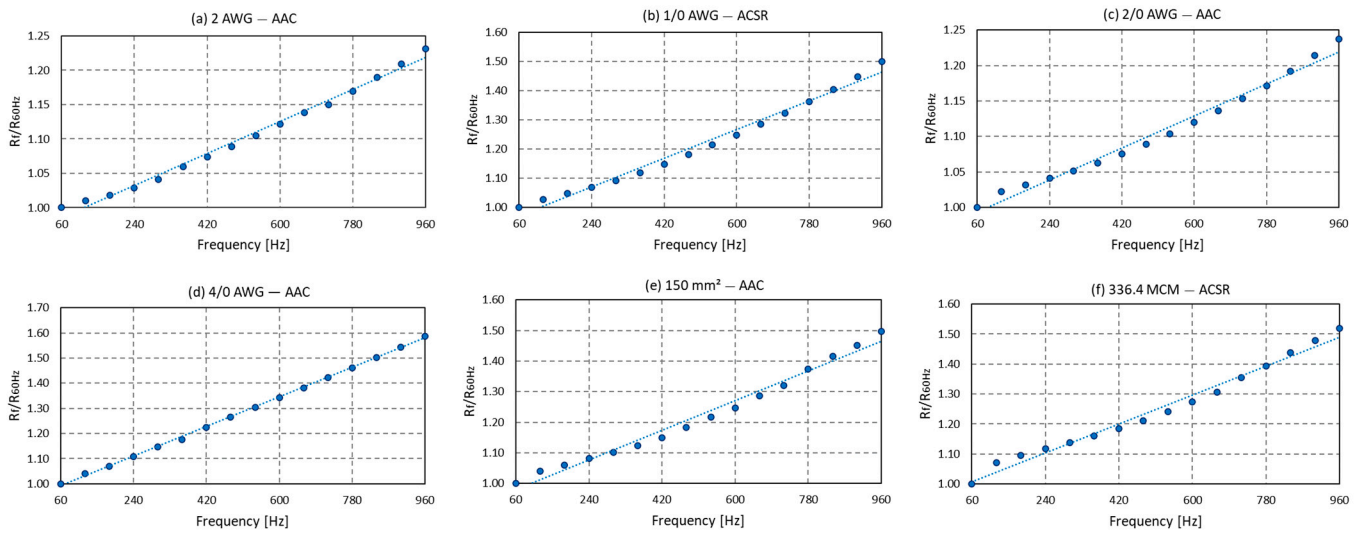 (a) 2 AWG — AAC
1.25
1.20
1.15
1.10
1.05
1.00
Rf/R60Hz
60 240 420 600 780 960
Frequency [Hz]
(b) 1/0 AWG — ACSR
1.60
1.50
1.40
1.30
1.20
1.10
1.00
Rf/R60Hz
60 240 420 600 780 960
Frequency [Hz]
(c) 2/0 AWG — AAC
1.25
1.20
1.15
1.10
1.05
1.00
Rf/R60Hz
60 240 420 600 780 960
Frequency [Hz]
(d) 4/0 AWG — AAC
1.70
1.60
1.50
1.40
1.30
1.20
1.10
1.00
Rf/R60Hz
60 240 420 600 780 960
Frequency [Hz]
(e) 150 mm² — AAC
1.60
1.50
1.40
1.30
1.20
1.10
1.00
Rf/R60Hz
60 240 420 600 780 960
Frequency [Hz]
(f) 336.4 MCM — ACSR
1.60
1.50
1.40
1.30
1.20
1.10
1.00
Rf/R60Hz
60 240 420 600 780 960
Frequency [Hz]